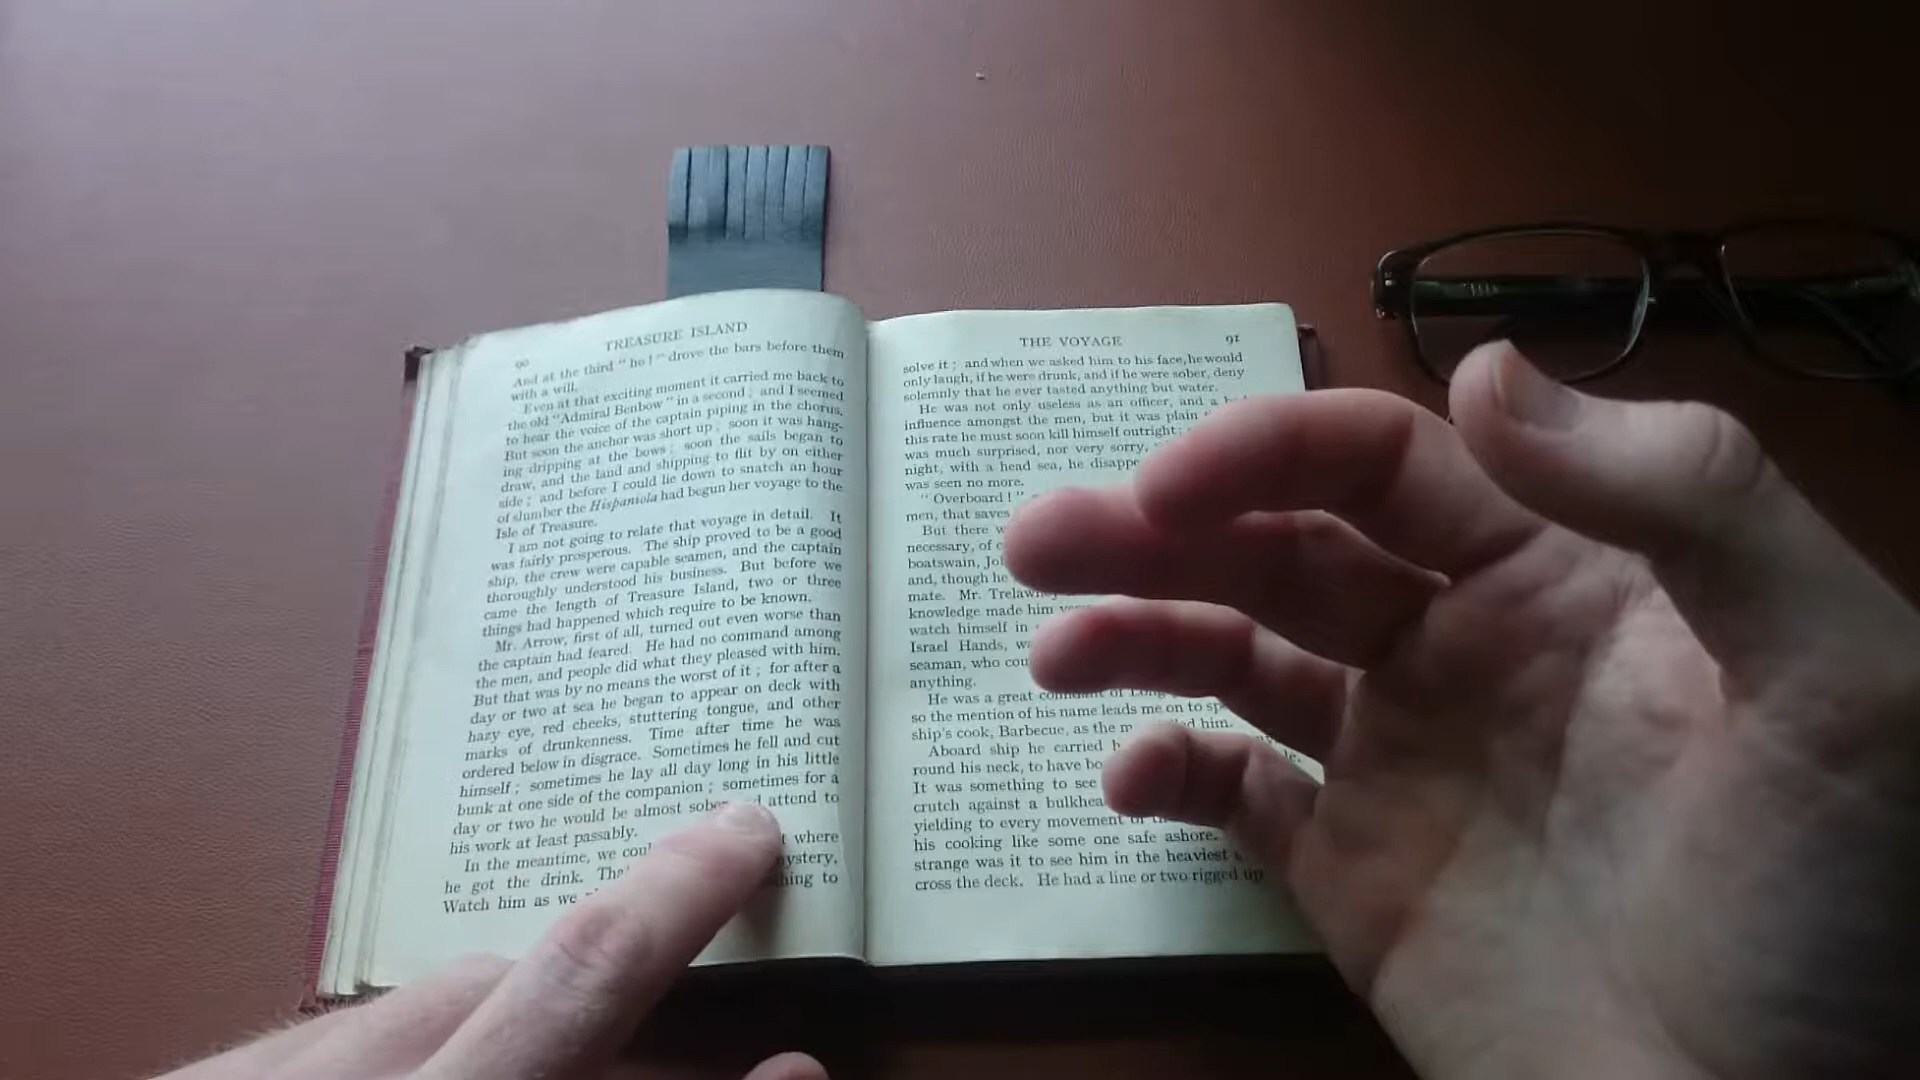 90
TREASURE ISLAND
And at the third " ho ! " drove the bars before them
with a will.
Even at that exciting moment it carried me back to
the old " Admiral Benbow " in a second ; and I seemed
to hear the voice of the captain piping in the chorus.
But soon the anchor was short up ; soon it was hang-
ing dripping at the bows ; soon the sails began to
draw, and the land and shipping to flit by on either
side ; and before I could lie down to snatch an hour
of slumber the Hispaniola had begun her voyage to the
Isle of Treasure.
I am not going to relate that voyage in detail. It
was fairly prosperous. The ship proved to be a good
ship, the crew were capable seamen, and the captain
thoroughly understood his business. But before we
came the length of Treasure Island, two or three
things had happened which require to be known.
Mr. Arrow, first of all, turned out even worse than
the captain had feared. He had no command among
the men, and people did what they pleased with him.
But that was by no means the worst of it ; for after a
day or two at sea he began to appear on deck with
hazy eye, red cheeks, stuttering tongue, and other
marks of drunkenness. Time after time he was
ordered below in disgrace. Sometimes he fell and cut
himself ; sometimes he lay all day long in his little
bunk at one side of the companion ; sometimes for a
day or two he would be almost sober attend to
his work at least passably.
In the meantime, we where
he got the drink. mystery.
Watch him as we to
THE VOYAGE
91
solve it ; and when we asked him to his face, he would
only laugh, if he were drunk, and if he were sober, deny
solemnly that he ever tasted anything but water.
He was not only useless as an officer, and a
influence amongst the men, but it was plain
this rate he must soon kill himself outright ;
was much surprised, nor very sorry,
night, with a head sea, he
was seen no more.
" Overboard ! "
men, that saves
But there
necessary, of
boatswain,
and, though he
mate. Mr.
knowledge made him
watch himself in
Israel Hands,
seaman, who
anything.
He was a great of
so the mention of his name leads me on to
ship's cook, Barbecue, as the him.
Aboard ship he carried
round his neck, to have
It was something to see
crutch against a
yielding to every movement
his cooking like some one safe ashore.
strange was it to see him in the heaviest
cross the deck. He had a line or two rigged up